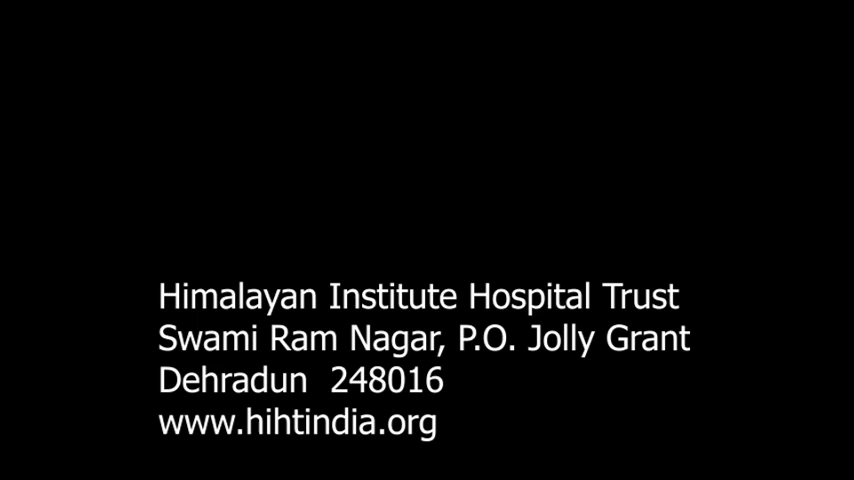 Himalayan Institute Hospital Trust
Swami Ram Nagar, P.O. Jolly Grant
Dehradun  248016
www.hihtindia.org